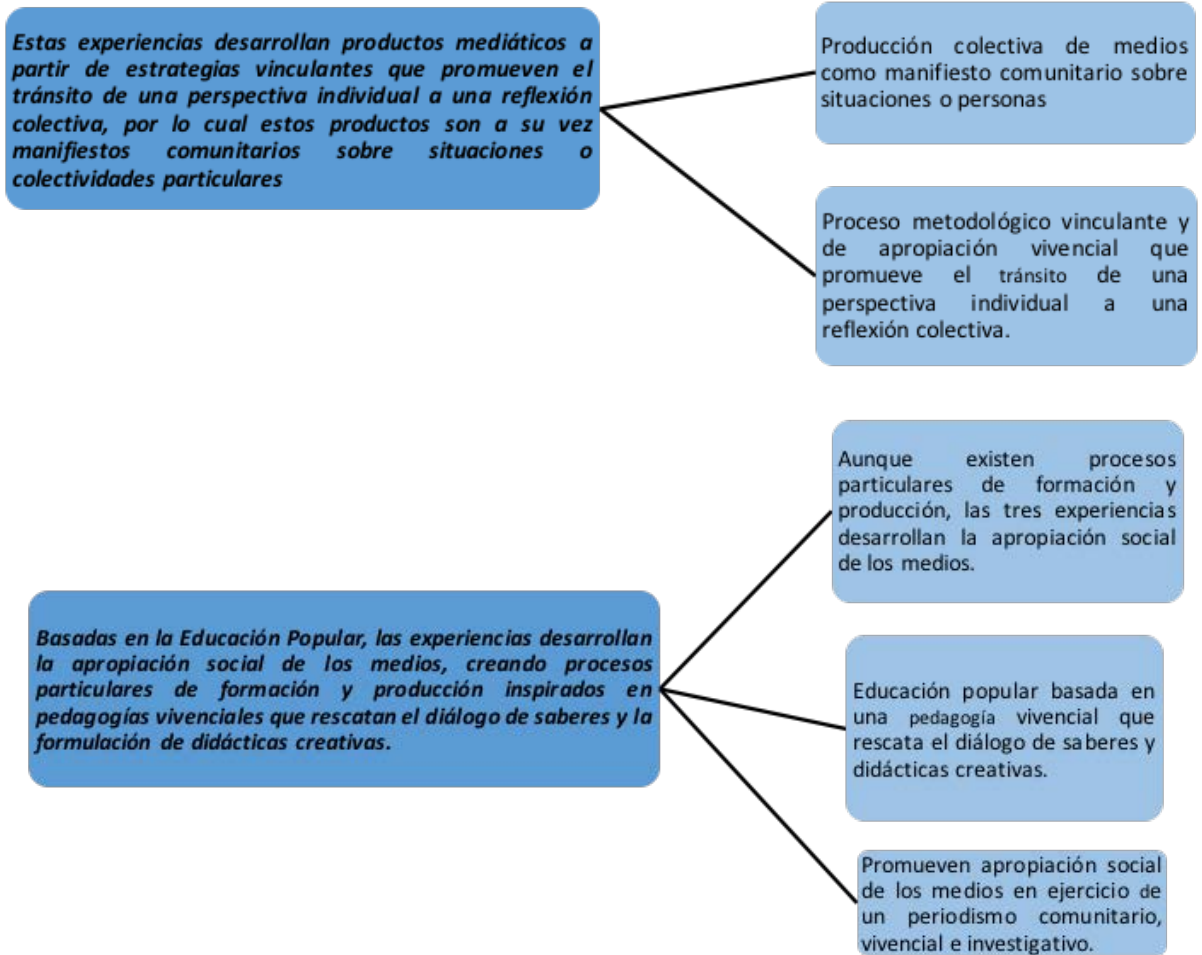 Estas experiencias desarrollan productos mediáticos a
partir de estrategias vinculantes que promueven el
tránsito de una perspectiva individual a una reflexión
colectiva, por lo cual estos productos son a su vez
manifiestos comunitarios sobre situaciones o
colectividades particulares
Producción colectiva de medios
como manifiesto comunitario sobre
situaciones o personas
Proceso metodológico vinculante y
de apropiación vivencial que
promueve el tránsito de una
perspectiva individual a una
reflexión colectiva.
Basadas en la Educación Popular, las experiencias desarrollan
la apropiación social de los medios, creando procesos
particulares de formación y producción inspirados en
pedagogías vivenciales que rescatan el diálogo de saberes y la
formulación de didácticas creativas.
Aunque existen procesos
particulares de formación y
producción, las tres experiencias
desarrollan la apropiación social
de los medios.
Educación popular basada en
una pedagogía vivencial que
rescata el diálogo de saberes y
didácticas creativas.
Promueven apropiación social
de los medios en ejercicio de
un periodismo comunitario,
vivencial e investigativo.